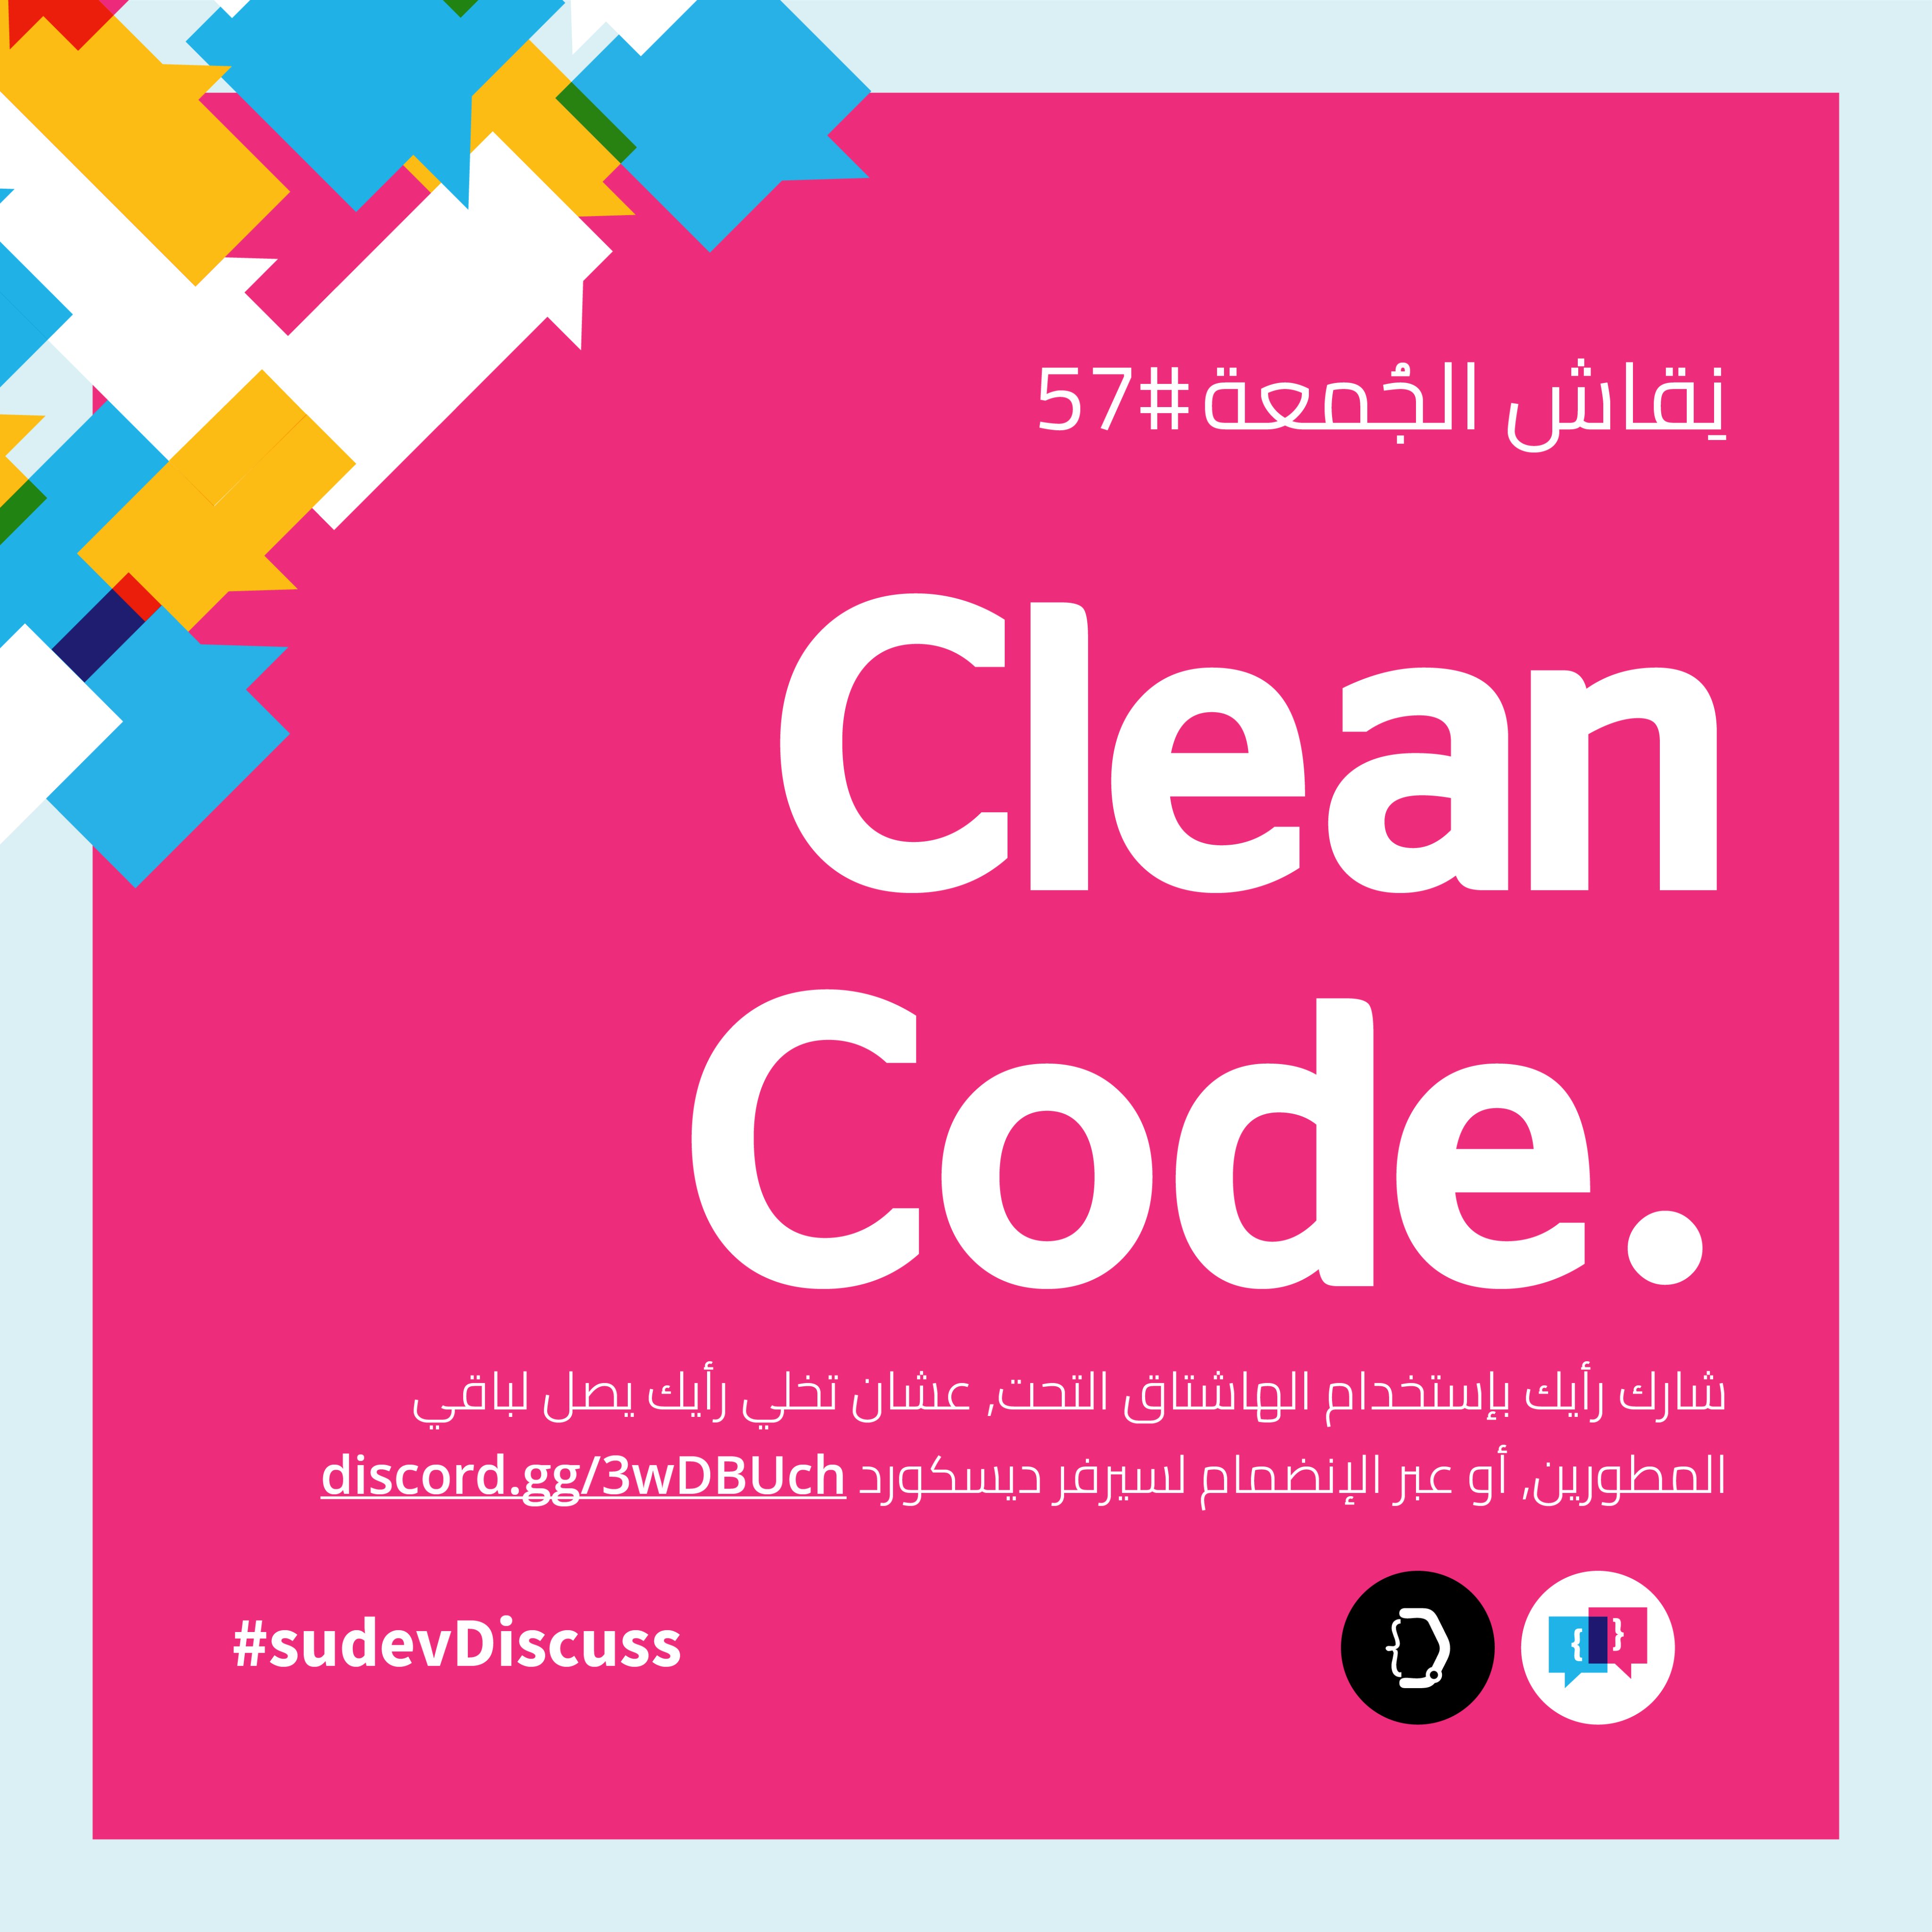 نِقاش الجُمعة#57
Clean
Code.
شارك رأيك بإستخدام الهاشتاق التحت, عشان تخلي رأيك يصل لباقي
المطورين, أو عبر الإنضمام لسيرفر ديسكورد discord.gg/3wDBUch
#sudevDiscuss